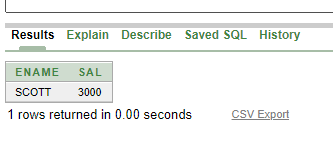 Results Explain Describe Saved SQL History
ENAME SAL
SCOTT 3000
1 rows returned in 0.00 seconds CSV Export